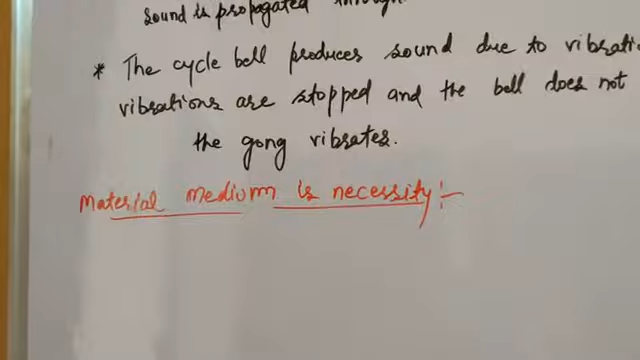 sound is propagated through
* The cycle bell produces sound due to vibrati
vibrations are stopped and the bell does not
the gong vibrates.
Material medium is necessity :-